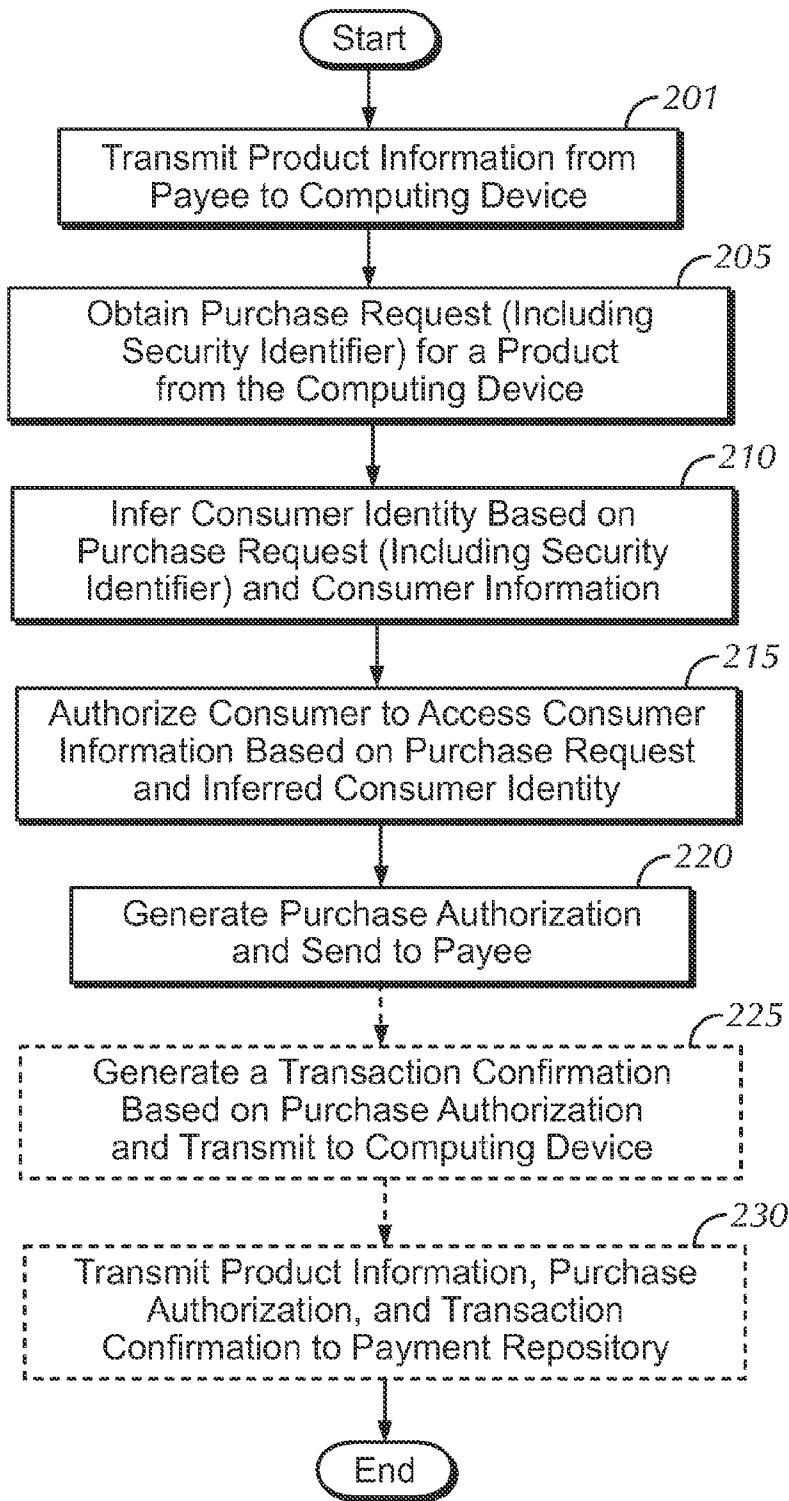 Start
201
Transmit Product Information from
Payee to Computing Device
205
Obtain Purchase Request (Including
Security Identifier) for a Product
from the Computing Device
210
Infer Consumer Identity Based on
Purchase Request (Including Security
Identifier) and Consumer Information
215
Authorize Consumer to Access Consumer
Information Based on Purchase Request
and Inferred Consumer Identity
220
Generate Purchase Authorization
and Send to Payee
225
Generate a Transaction Confirmation
Based on Purchase Authorization
and Transmit to Computing Device
230
Transmit Product Information, Purchase
Authorization, and Transaction
Confirmation to Payment Repository
End